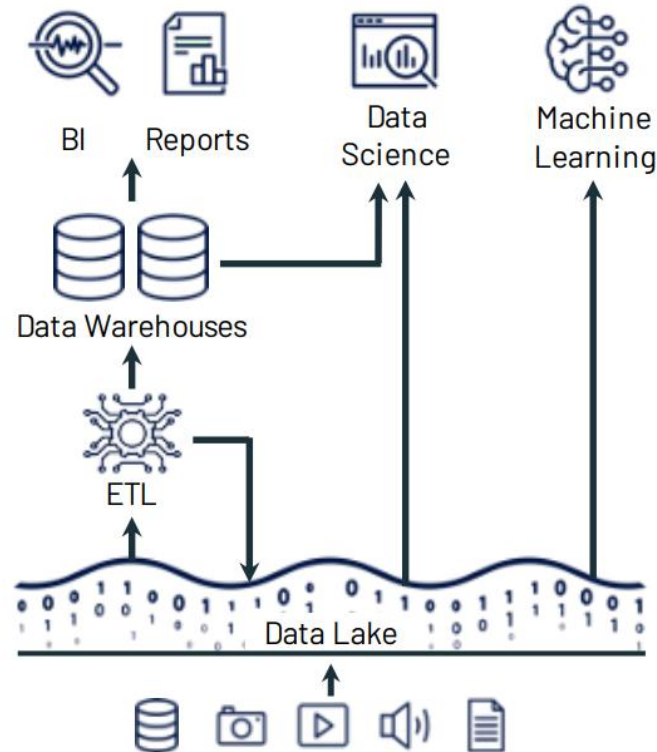 BI
Reports
Data
Science
Machine
Learning
Data Warehouses
ETL
Data Lake